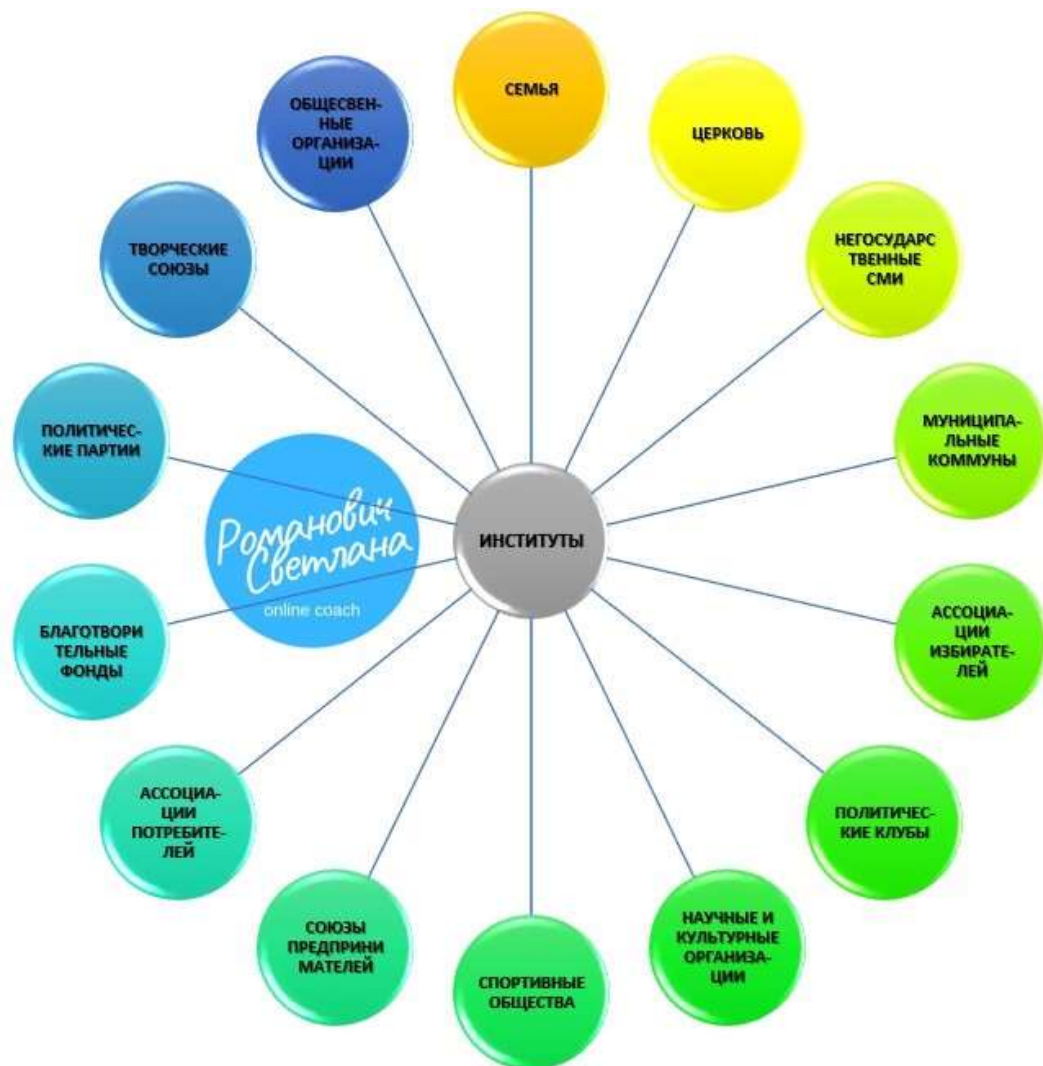 СЕМЬЯ
ЦЕРКОВЬ
НЕГОСУДАРС
ТВЕННЫЕ
СМИ
МУНИЦИПА-
ЛЬНЫЕ
КОММУНЫ
АССОЦИА-
ЦИИ
ИЗБИРАТЕ-
ЛЕЙ
ПОЛИТИЧЕС-
КИЕ КЛУБЫ
НАУЧНЫЕ И
КУЛЬТУРНЫЕ
ОРГАНИЗА-
ЦИИ
СПОРТИВНЫЕ
ОБЩЕСТВА
СОЮЗЫ
ПРЕДПРИНИ
МАТЕЛЕЙ
АССОЦИА-
ЦИИ
ПОТРЕБИТЕ-
ЛЕЙ
БЛАГОТВОРИ
ТЕЛЬНЫЕ
ФОНДЫ
ПОЛИТИЧЕС-
КИЕ ПАРТИИ
ТВОРЧЕСКИЕ
СОЮЗЫ
ОБЩЕСВЕН-
НЫЕ
ОРГАНИЗА-
ЦИИ
ИНСТИТУТЫ
Романович
Светлана
online coach